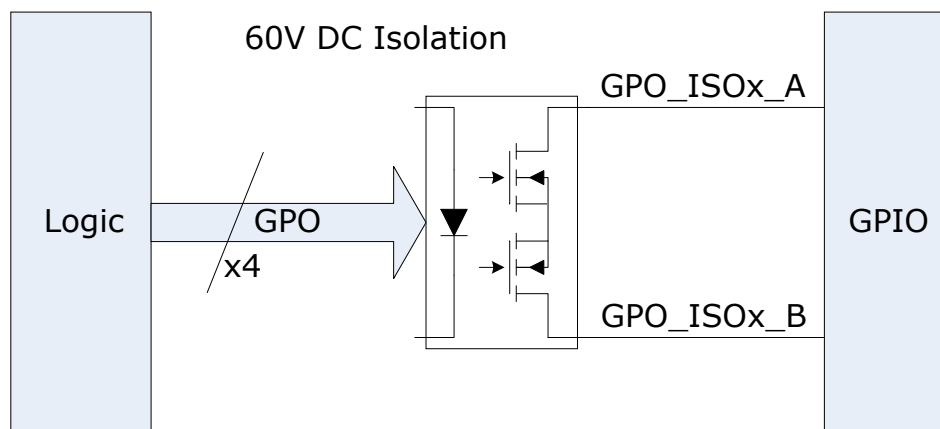 60V DC Isolation
GPO_ISOx_A
Logic
GPO
x4
GPIO
GPO_ISOx_B